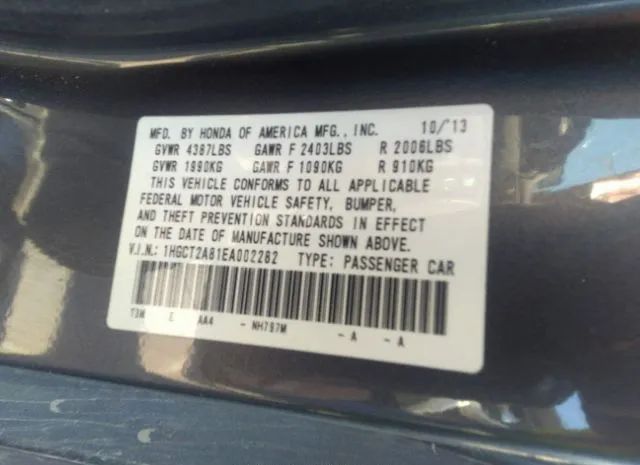 MFD. BY HONDA OF AMERICA MFG., INC. 10/'13
GVWR 4387LBS GAWR F 2403LBS R 2006LBS
GVWR 1990KG GAWR F 1090KG R 910KG
THIS VEHICLE CONFORMS TO ALL APPLICABLE
FEDERAL MOTOR VEHICLE SAFETY, BUMPER,
AND THEFT PREVENTION STANDARDS IN EFFECT
ON THE DATE OF MANUFACTURE SHOWN ABOVE.
V.I.N.: 1HGCT2A81EA002282 TYPE: PASSENGER CAR
T3M E AA4 - NH797M - A - A